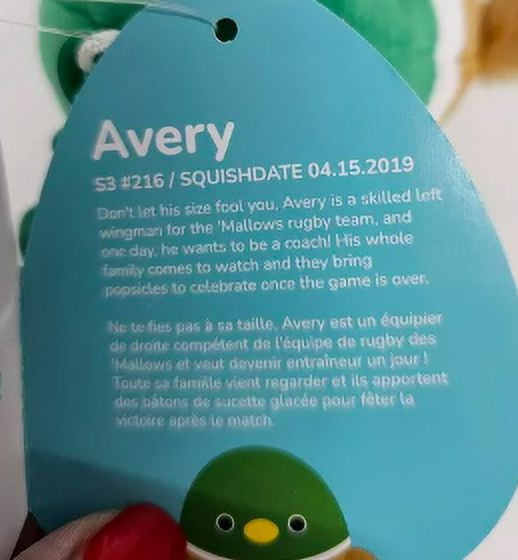 Avery
S3 #216 / SQUISHDATE 04.15.2019
Don't let his size fool you, Avery is a skilled left
wingman for the 'Mallows rugby team, and
one day, he wants to be a coach! His whole
family comes to watch and they bring
popsicles to celebrate once the game is over.
Ne te fies pas à sa taille, Avery est un équipier
de droite compétent de l'équipe de rugby des
'Mallows et veut devenir entraîneur un jour !
Toute sa famille vient regarder et ils apportent
des bâtons de sucette glacée pour fêter la
victoire après le match.